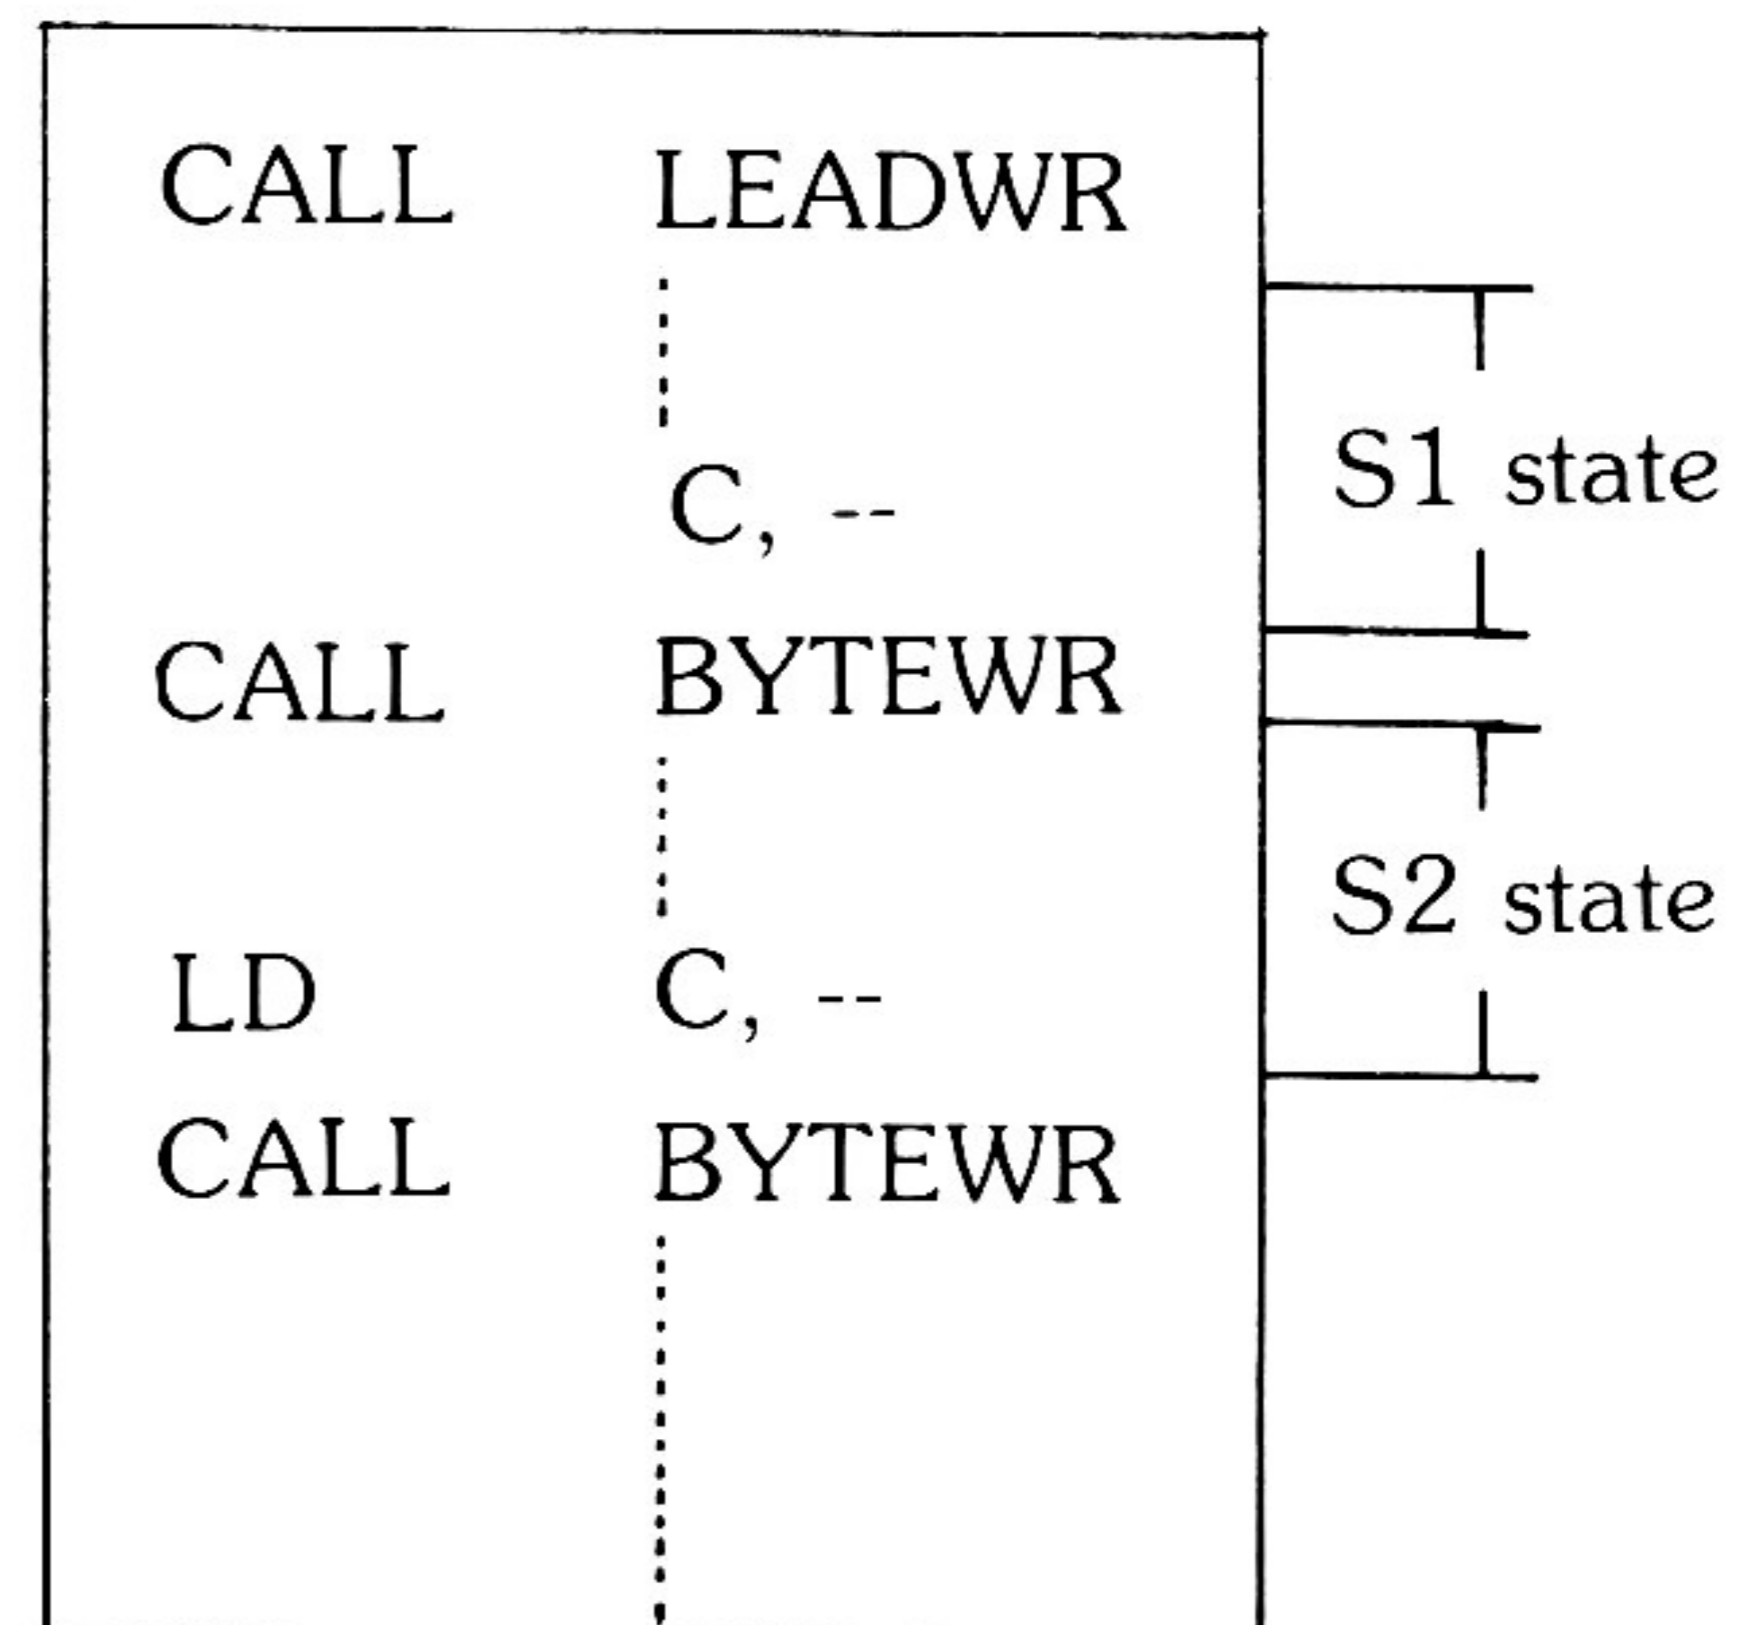 CALL LEADWR
C, --
S1 state
CALL BYTEWR
S2 state
LD C, --
CALL BYTEWR